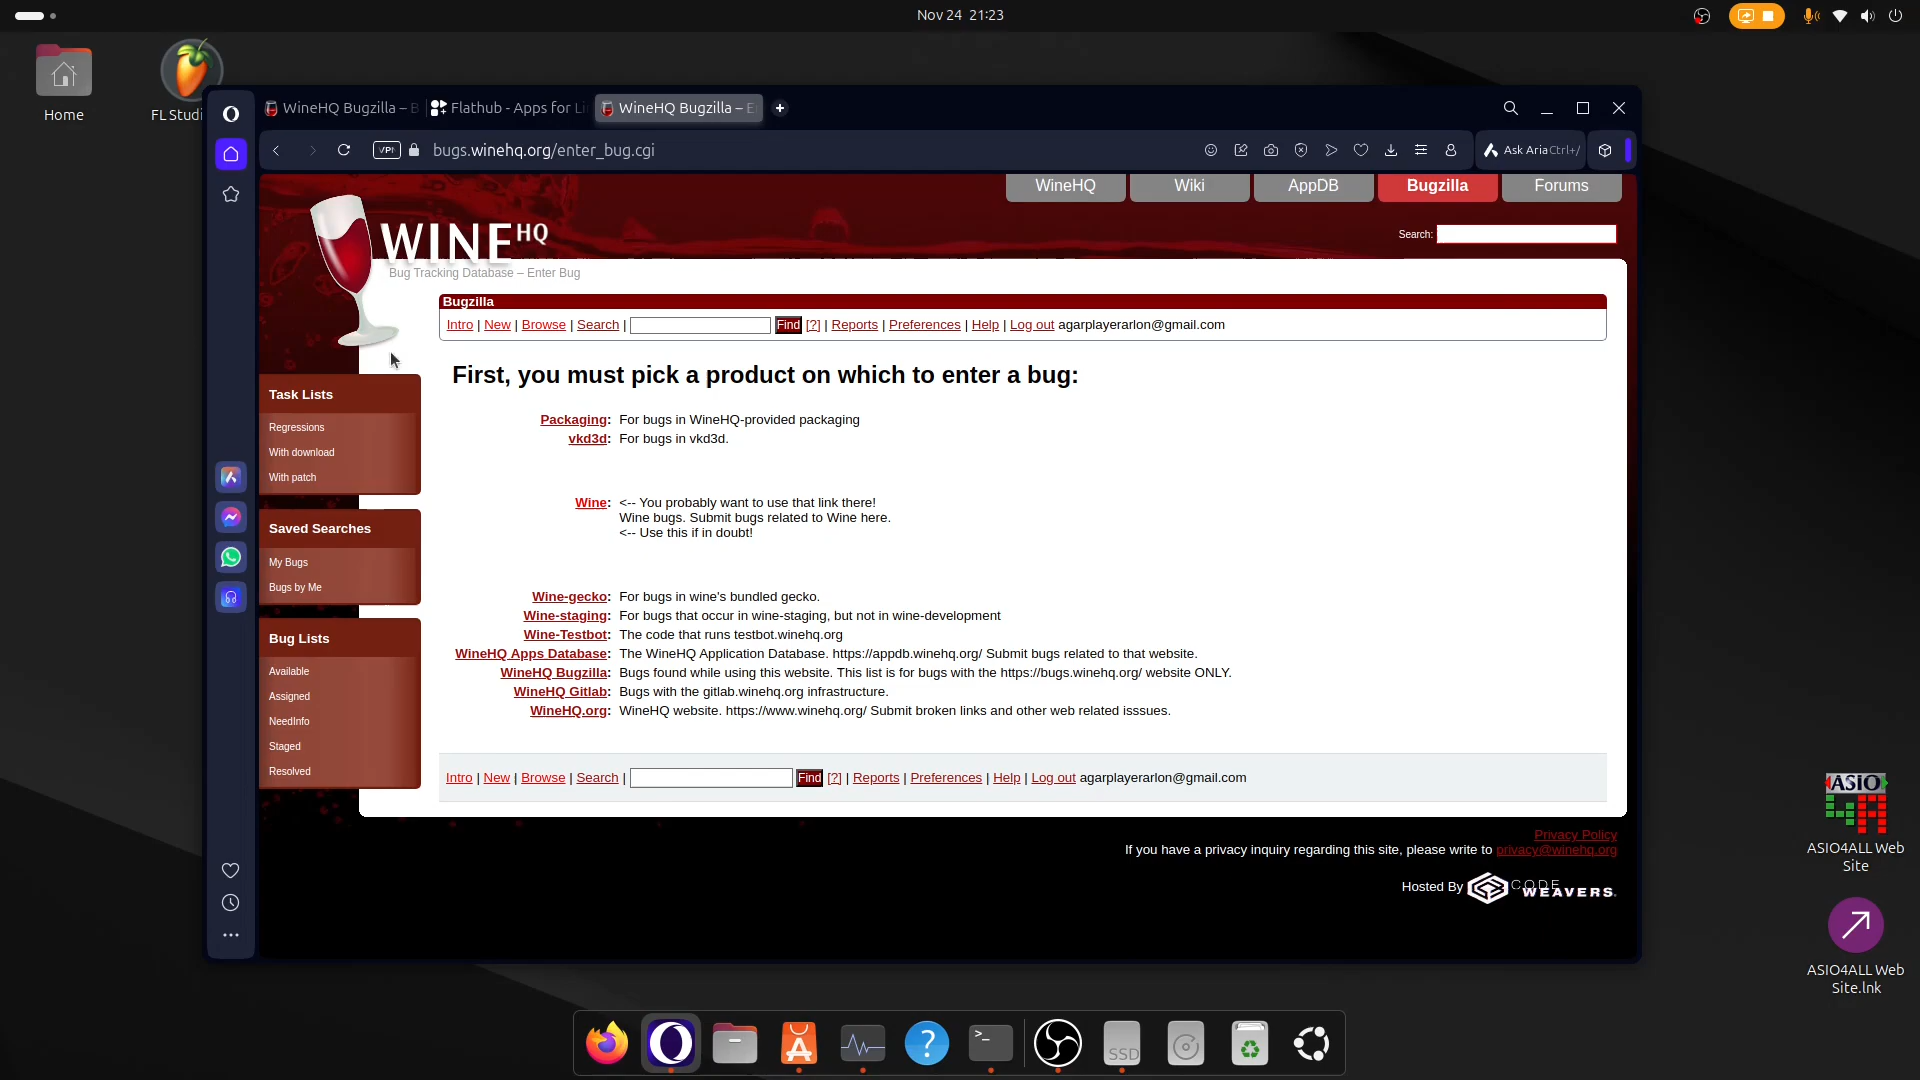 Nov 24 21:23
Home
FL Studi
WineHQ Bugzilla – B
Flathub - Apps for Li
WineHQ Bugzilla – E
VPN
bugs.winehq.org/enter_bug.cgi
Ask Aria Ctrl+/
WineHQ
Wiki
AppDB
Bugzilla
Forums
Search:
WINE HQ
Bug Tracking Database – Enter Bug
Bugzilla
Intro | New | Browse | Search | Find [?] | Reports | Preferences | Help | Log out agarplayerarlon@gmail.com
First, you must pick a product on which to enter a bug:
Packaging: For bugs in WineHQ-provided packaging
vkd3d: For bugs in vkd3d.
Wine: <-- You probably want to use that link there!
Wine bugs. Submit bugs related to Wine here.
<-- Use this if in doubt!
Wine-gecko: For bugs in wine's bundled gecko.
Wine-staging: For bugs that occur in wine-staging, but not in wine-development
Wine-Testbot: The code that runs testbot.winehq.org
WineHQ Apps Database: The WineHQ Application Database. https://appdb.winehq.org/ Submit bugs related to that website.
WineHQ Bugzilla: Bugs found while using this website. This list is for bugs with the https://bugs.winehq.org/ website ONLY.
WineHQ Gitlab: Bugs with the gitlab.winehq.org infrastructure.
WineHQ.org: WineHQ website. https://www.winehq.org/ Submit broken links and other web related isssues.
Intro | New | Browse | Search | Find [?] | Reports | Preferences | Help | Log out agarplayerarlon@gmail.com
Task Lists
Regressions
With download
With patch
Saved Searches
My Bugs
Bugs by Me
Bug Lists
Available
Assigned
NeedInfo
Staged
Resolved
Privacy Policy
If you have a privacy inquiry regarding this site, please write to privacy@winehq.org
Hosted By CODE WEAVERS
ASIO
ASIO4ALL Web
Site
ASIO4ALL Web
Site.lnk
SSD